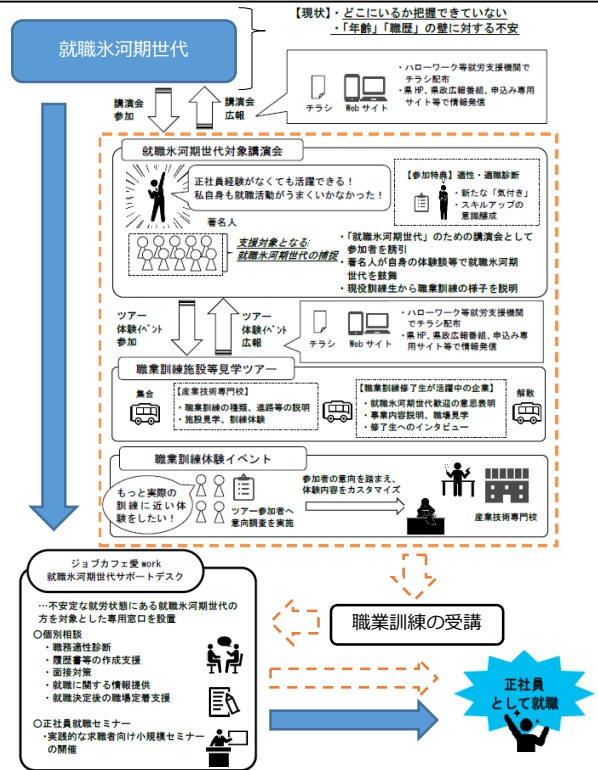 【現状】・どこにいるか把握できていない
・「年齢」「職歴」の壁に対する不安
就職氷河期世代
講演会
参加
講演会
広報
チラシ
Web サイト
・ハローワーク等就労支援機関で
チラシ配布
・県 HP、県政広報番組、申込み専用
サイト等で情報発信
就職氷河期世代対象講演会
正社員経験がなくても活躍できる！
私自身も就職活動がうまくいかなかった！
著名人
【参加特典】適性・適職診断
・新たな「気付き」
・スキルアップの
意識醸成
支援対象となる
就職氷河期世代の捕捉
・「就職氷河期世代」のための講演会として
参加者を誘引
・著名人が自身の体験談等で就職氷河期
世代を鼓舞
・現役訓練生から職業訓練の様子を説明
ツアー
体験イベント
参加
ツアー
体験イベント
広報
チラシ
Web サイト
・ハローワーク等就労支援機関
でチラシ配布
・県 HP、県政広報番組、申込み専
用サイト等で情報発信
職業訓練施設等見学ツアー
集合
【産業技術専門校】
・職業訓練の種類、進路等の説明
・施設見学、訓練体験
【職業訓練修了生が活躍中の企業】
・就職氷河期世代歓迎の意思表明
・事業内容説明、職場見学
・修了生へのインタビュー
解散
職業訓練体験イベント
もっと実際の
訓練に近い体
験をしたい！
ツアー参加者へ
意向調査を実施
参加者の意向を踏まえ、
体験内容をカスタマイズ
産業技術専門校
ジョブカフェ愛 work
就職氷河期世代サポートデスク
…不安定な就労状態にある就職氷河期世代の
方を対象とした専用窓口を設置
〇個別相談
・職務適性診断
・履歴書等の作成支援
・面接対策
・就職に関する情報提供
・就職決定後の職場定着支援
〇正社員就職セミナー
・実践的な求職者向け小規模セミナー
の開催
職業訓練の受講
正社員
として就職